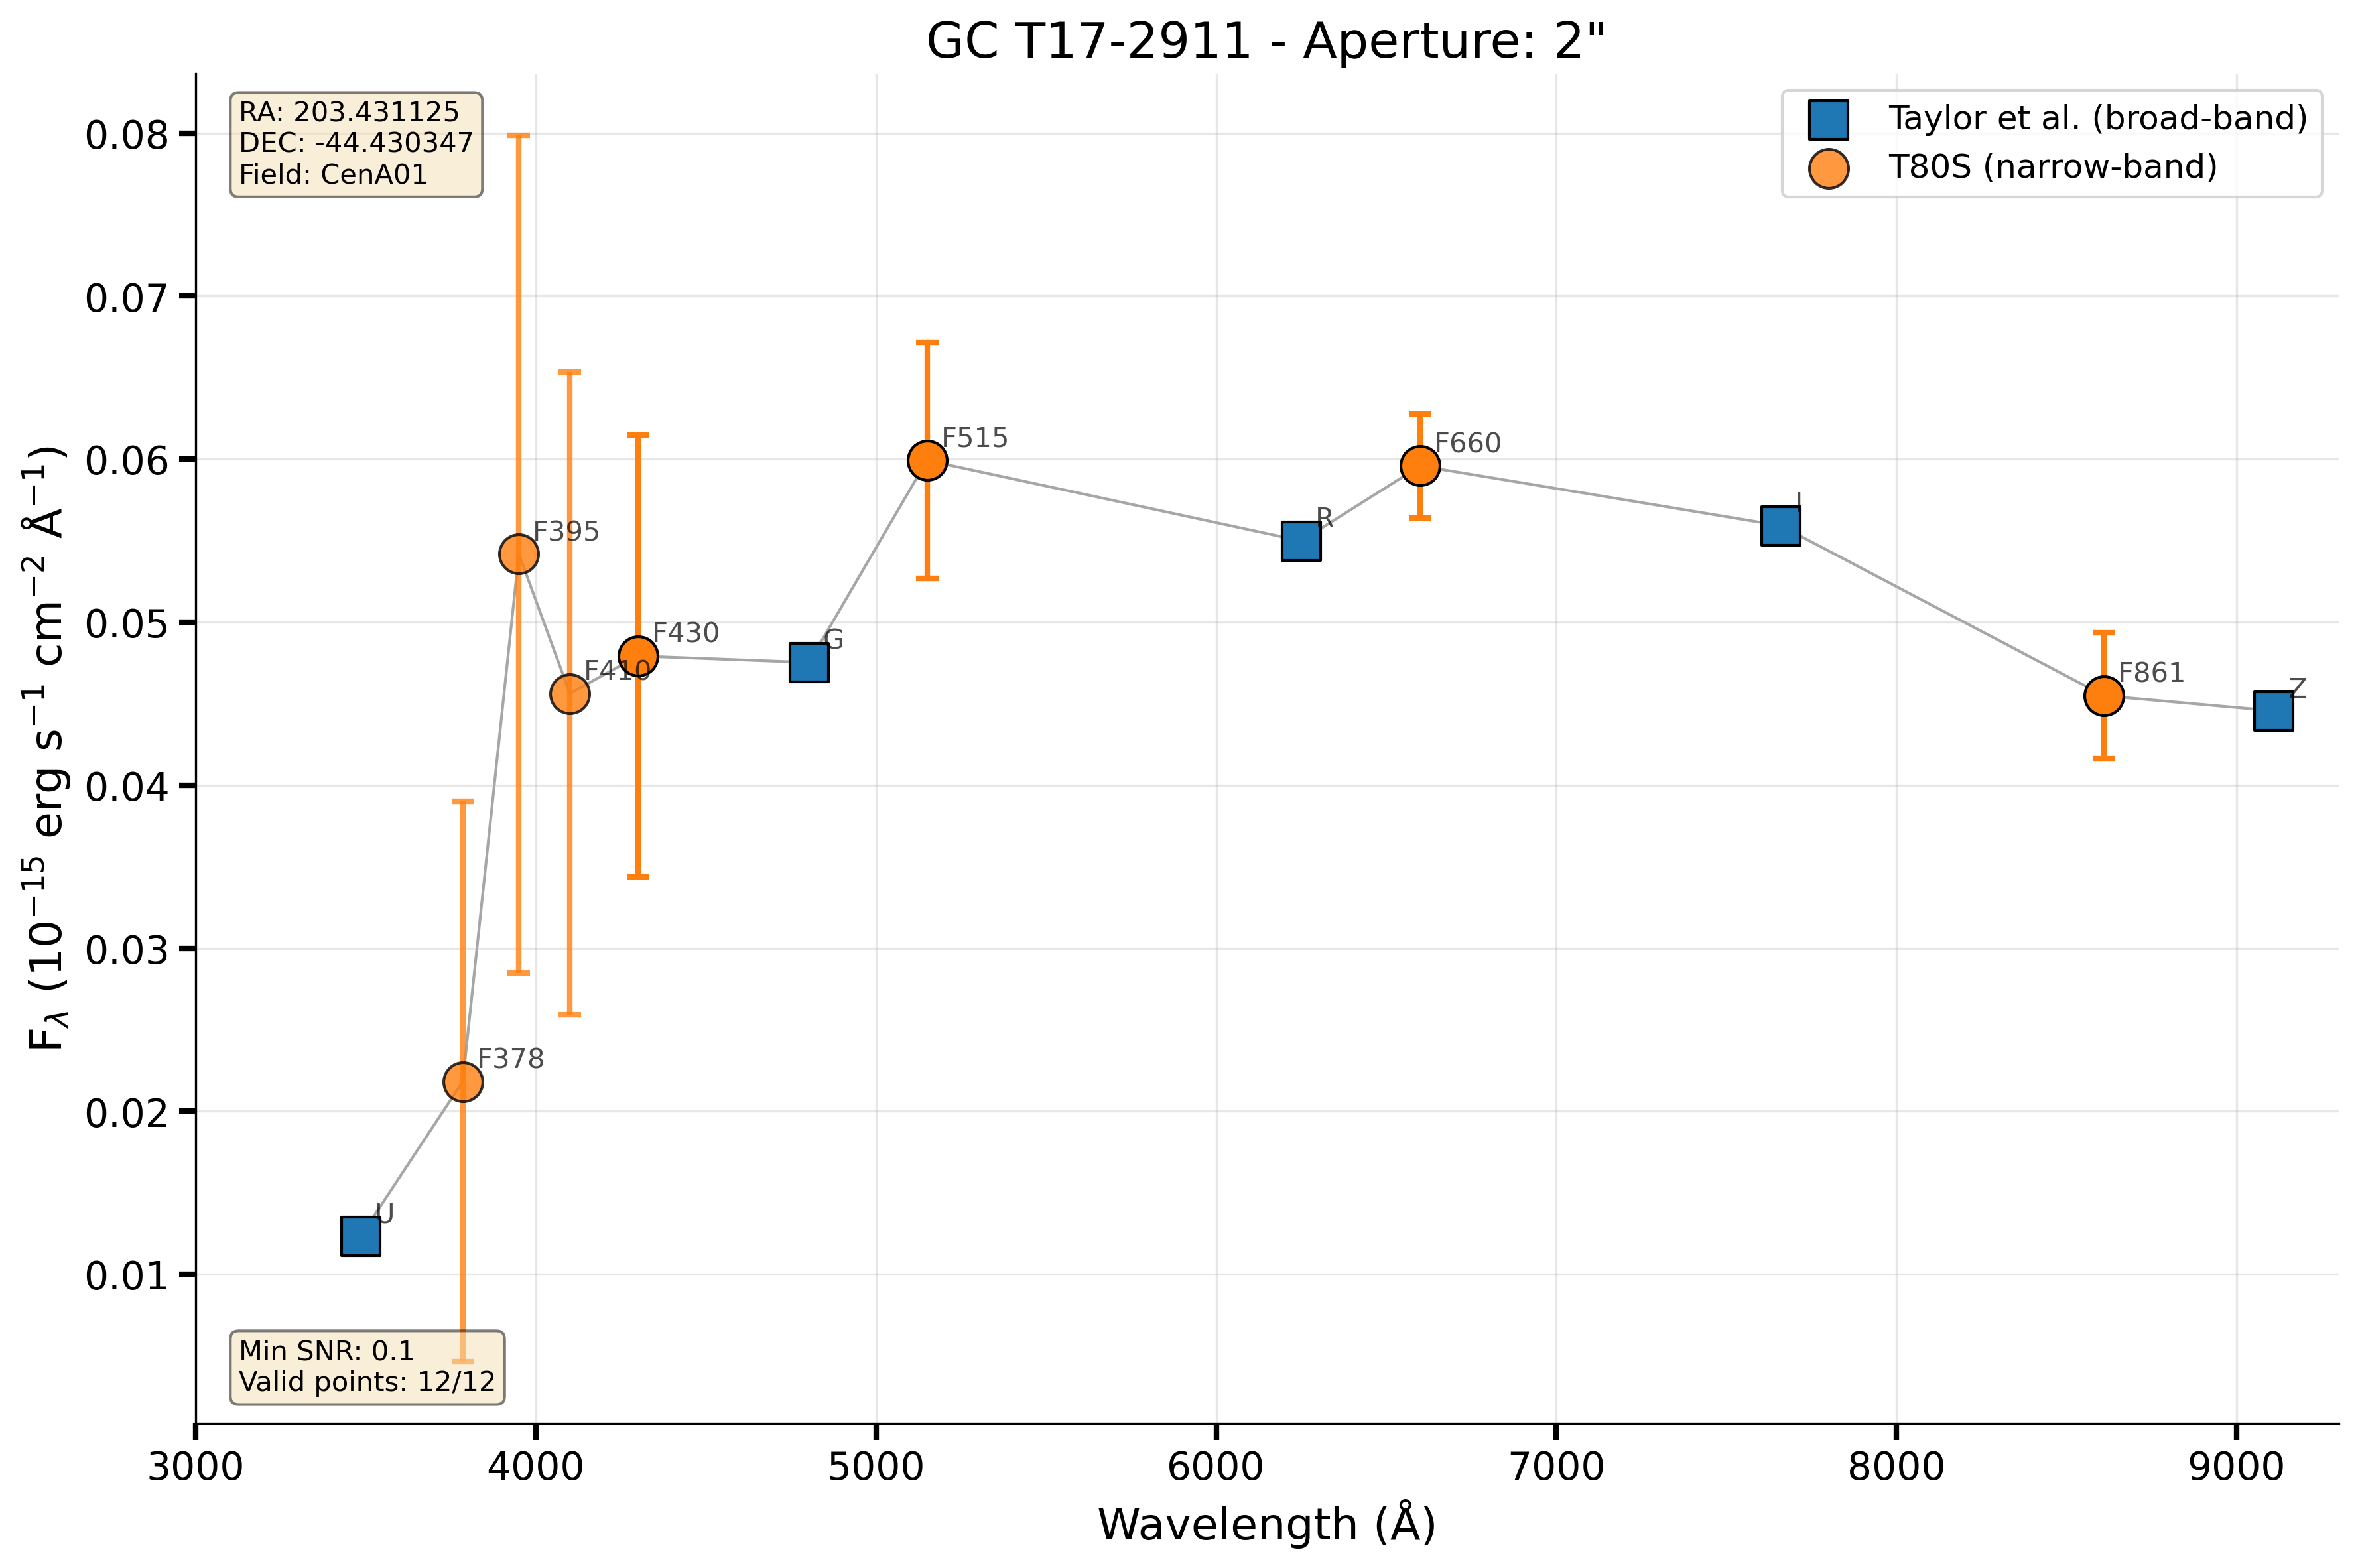 GC T17-2911 - Aperture: 2"
RA: 203.431125
DEC: -44.430347
Field: CenA01
Taylor et al. (broad-band)
T80S (narrow-band)
0.08
0.07
0.06
0.05
0.04
0.03
0.02
0.01
F_λ (10⁻¹⁵ erg s⁻¹ cm⁻² Å⁻¹)
U
F378
F395
F410
F430
G
F515
R
F660
I
F861
Z
Min SNR: 0.1
Valid points: 12/12
3000 4000 5000 6000 7000 8000 9000
Wavelength (Å)